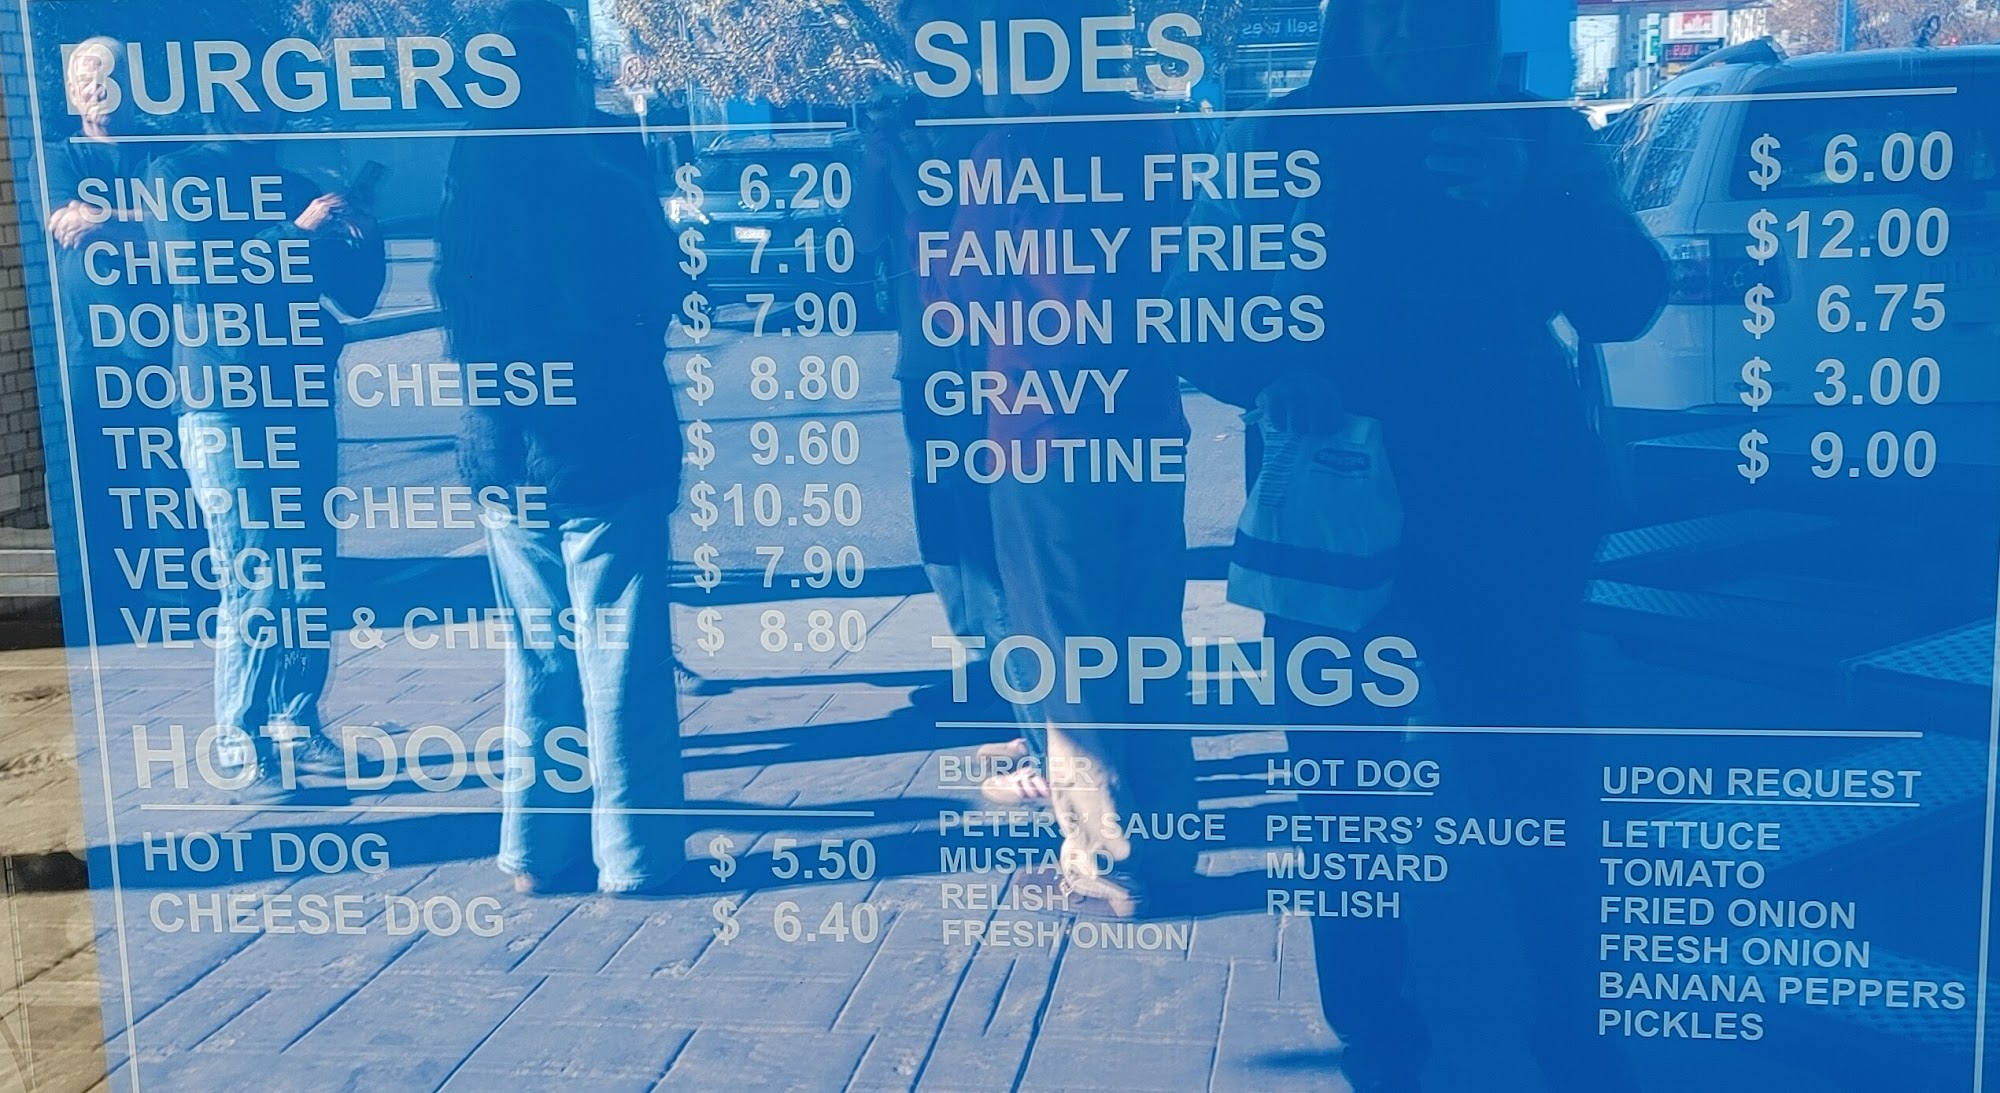 BURGERS
SINGLE $ 6.20
CHEESE $ 7.10
DOUBLE $ 7.90
DOUBLE CHEESE $ 8.80
TRIPLE $ 9.60
TRIPLE CHEESE $10.50
VEGGIE $ 7.90
VEGGIE & CHEESE $ 8.80
HOT DOGS
HOT DOG $ 5.50
CHEESE DOG $ 6.40
SIDES
SMALL FRIES $ 6.00
FAMILY FRIES $12.00
ONION RINGS $ 6.75
GRAVY $ 3.00
POUTINE $ 9.00
TOPPINGS
BURGER
PETERS' SAUCE
MUSTARD
RELISH
FRESH ONION
HOT DOG
PETERS' SAUCE
MUSTARD
RELISH
UPON REQUEST
LETTUCE
TOMATO
FRIED ONION
FRESH ONION
BANANA PEPPERS
PICKLES